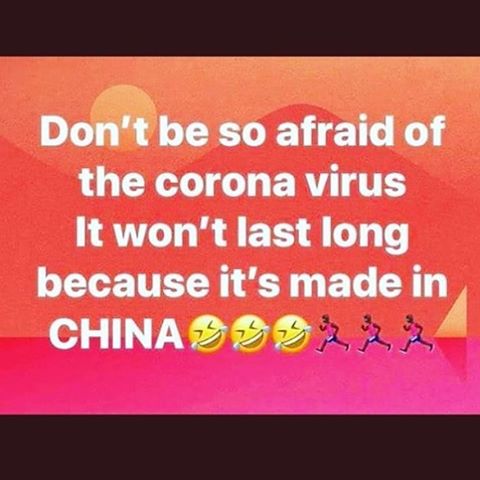 Don't be so afraid of
the corona virus
It won't last long
because it's made in
CHINA🤣🤣🤣🏃🏾‍♀️🏃🏾‍♀️🏃🏾‍♀️